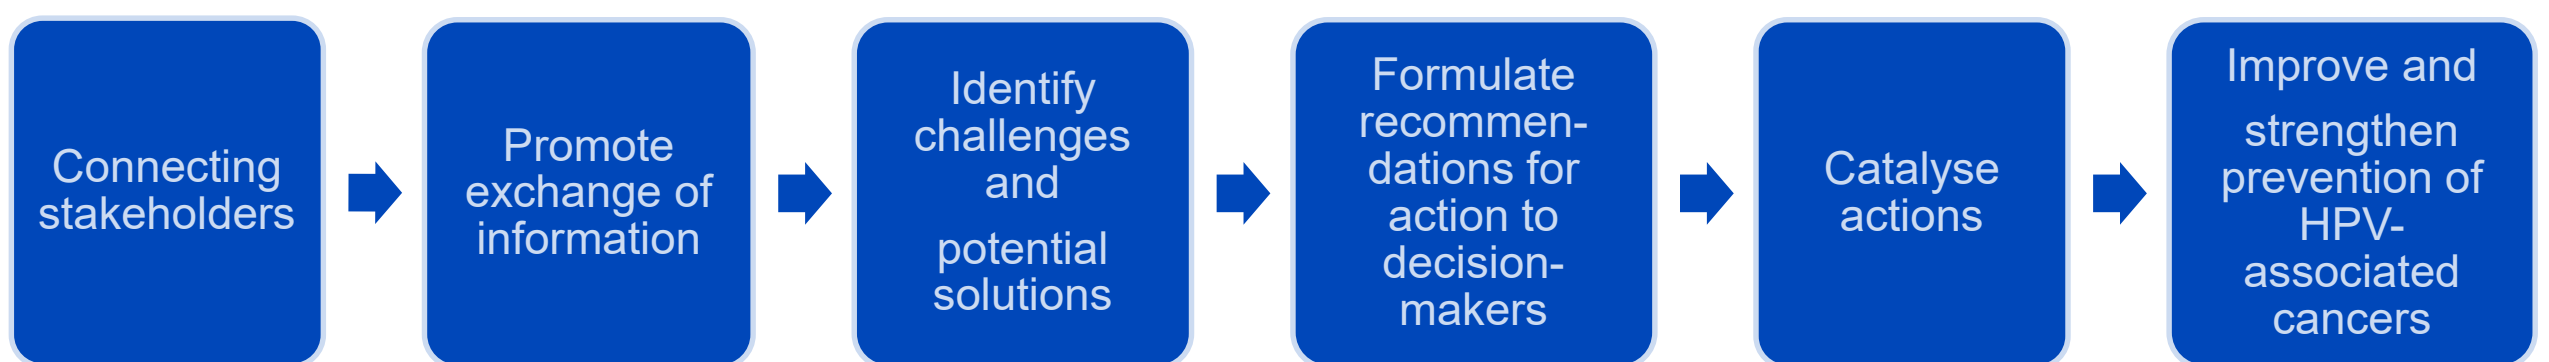 Connecting
stakeholders
Promote
exchange of
information
Identify
challenges
and
potential
solutions
Formulate
recommen-
dations for
action to
decision-
makers
Catalyse
actions
Improve and
strengthen
prevention of
HPV-
associated
cancers